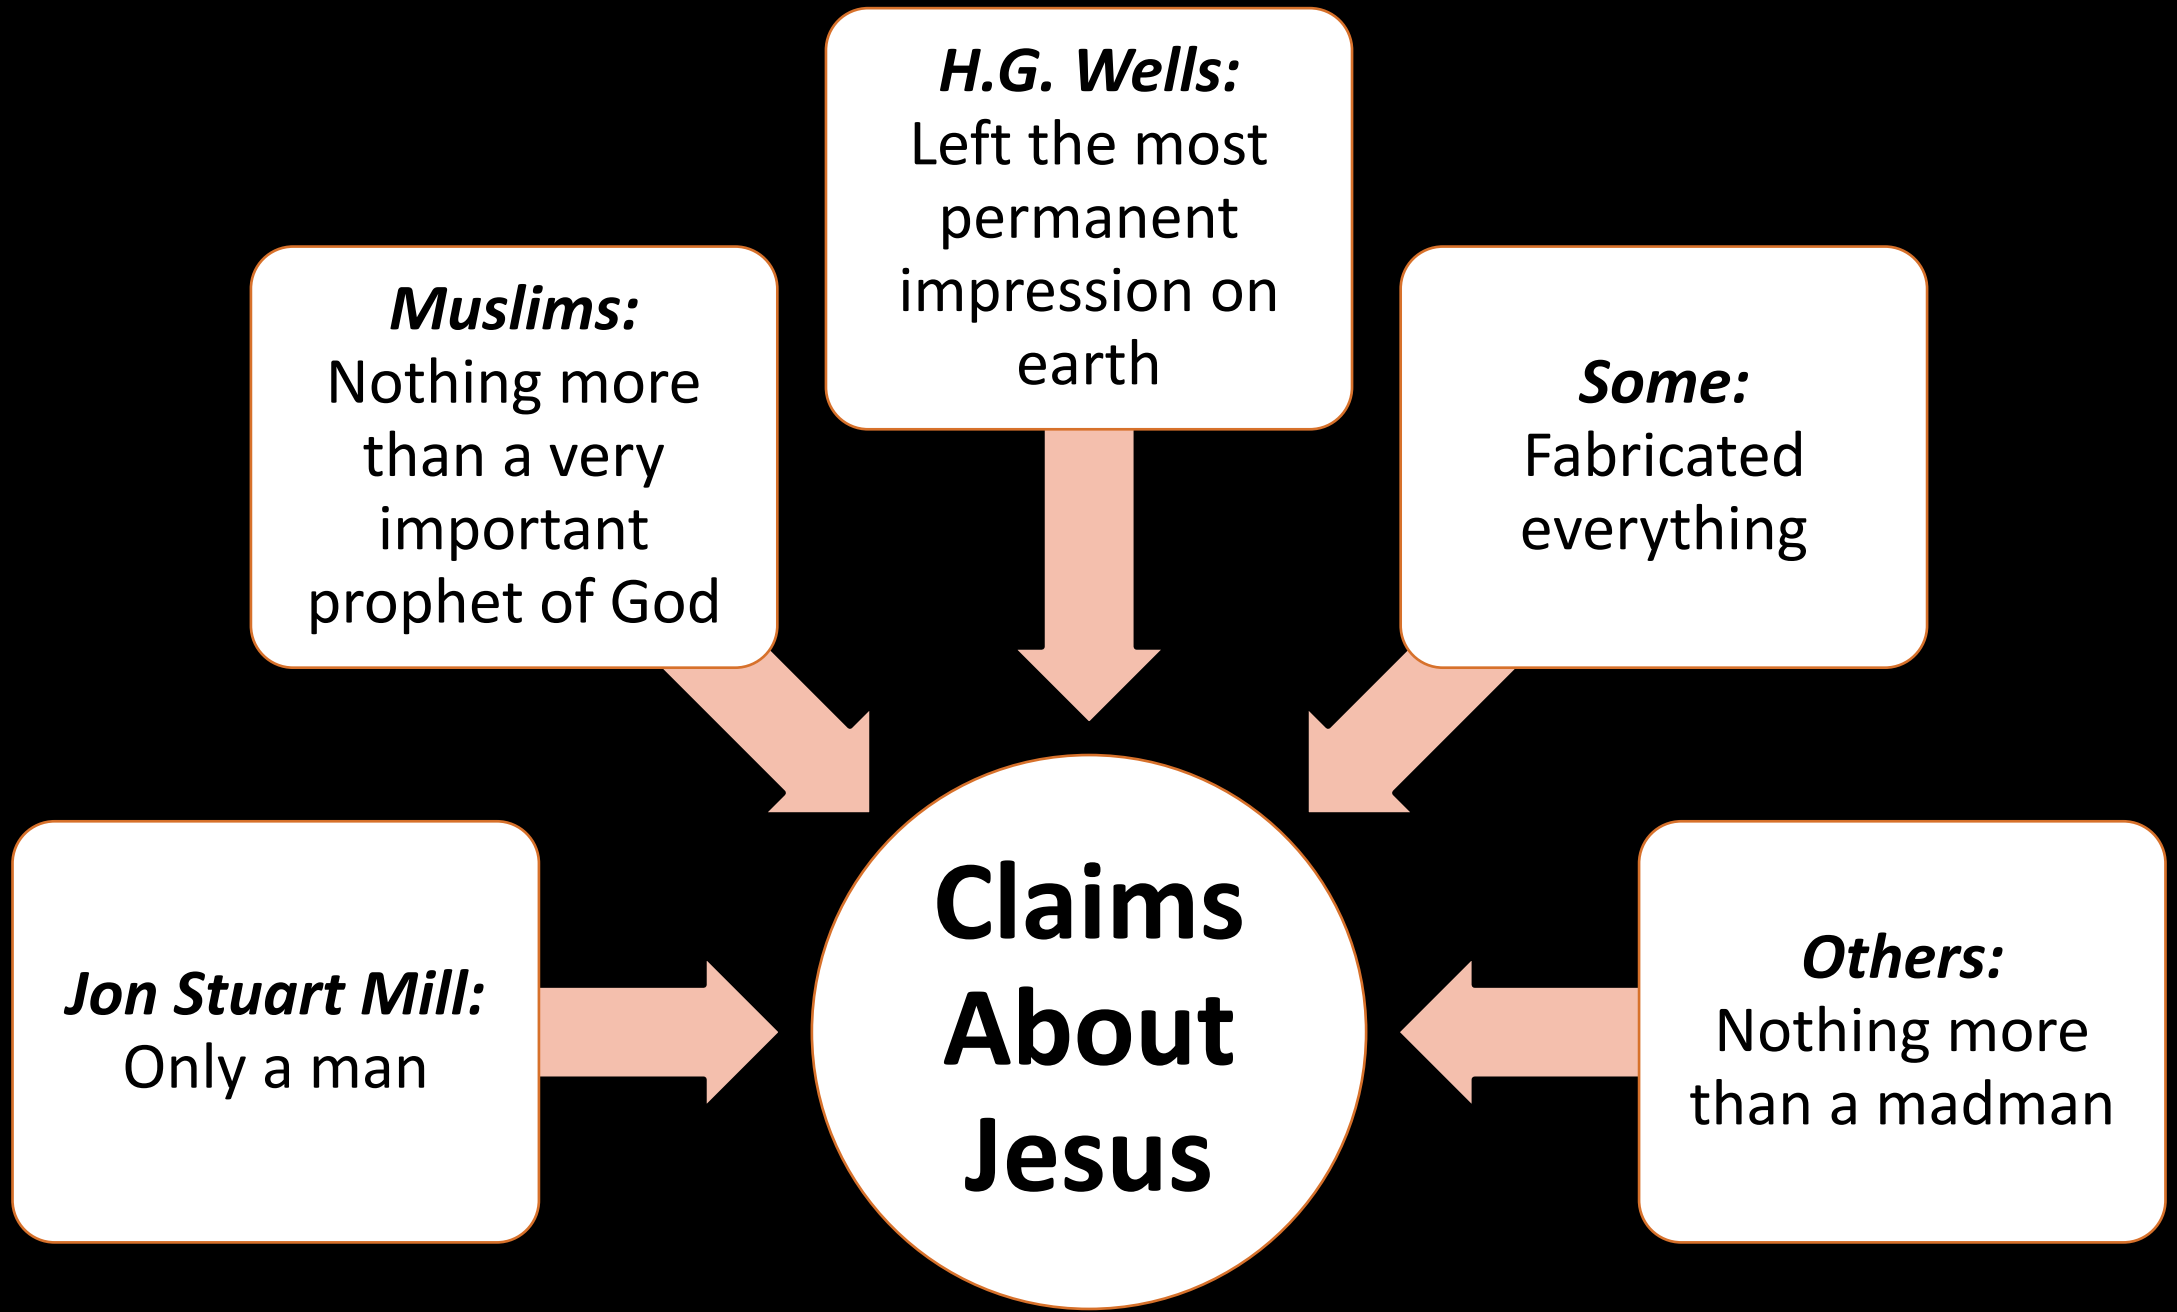 H.G. Wells:
Left the most
permanent
impression on
earth
Muslims:
Nothing more
than a very
important
prophet of God
Some:
Fabricated
everything
Jon Stuart Mill:
Only a man
Claims
About
Jesus
Others:
Nothing more
than a madman